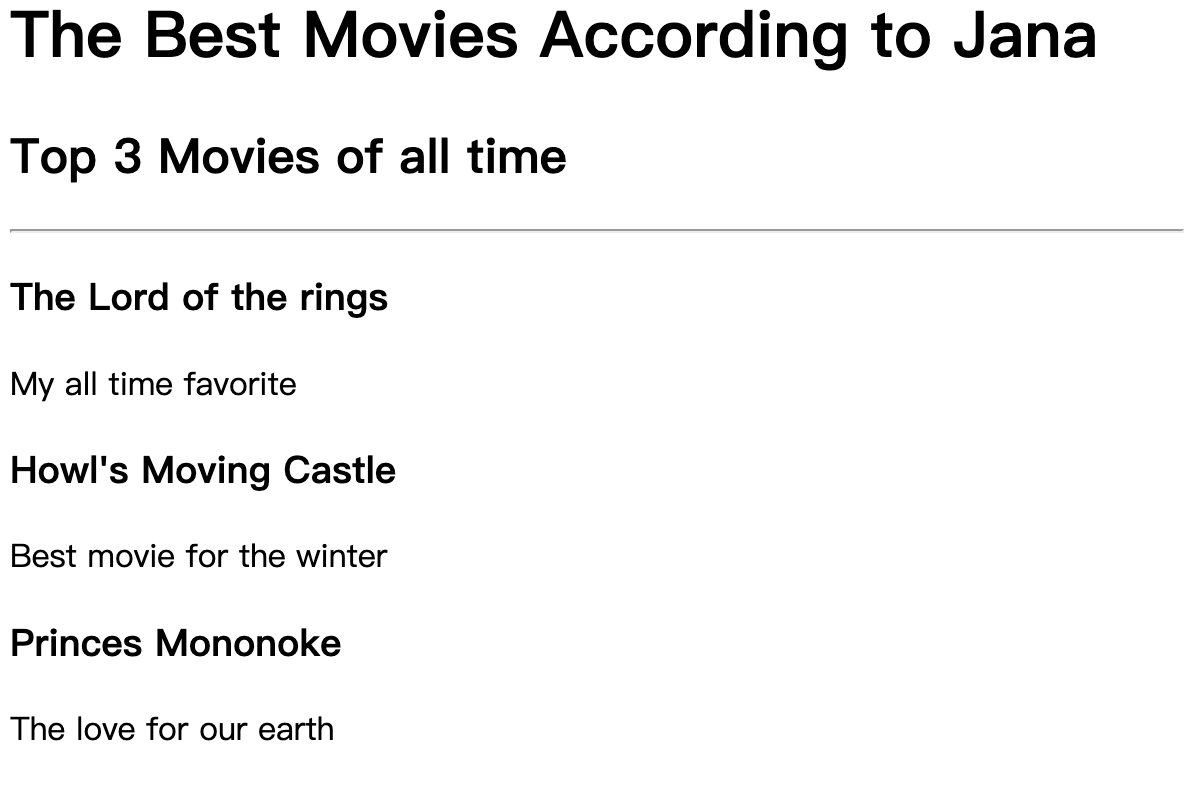 The Best Movies According to Jana
Top 3 Movies of all time
The Lord of the rings
My all time favorite
Howl's Moving Castle
Best movie for the winter
Princes Mononoke
The love for our earth